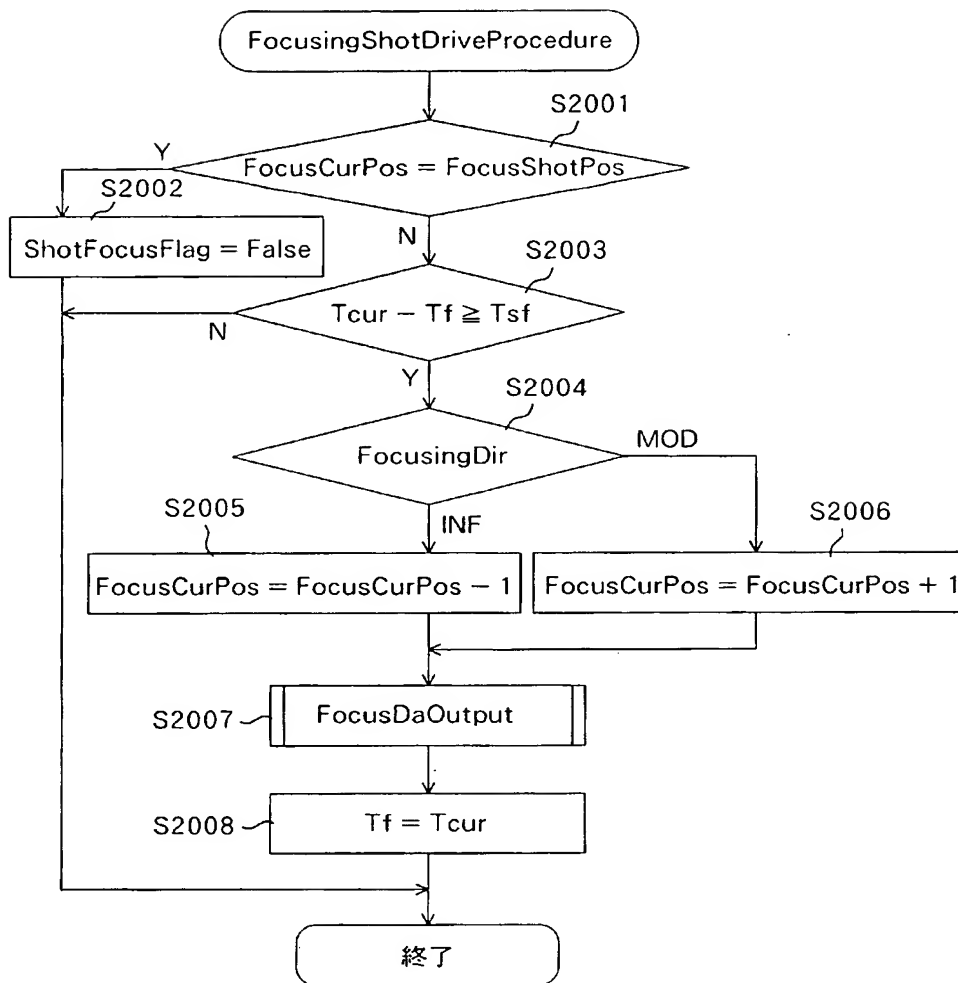 FocusingShotDriveProcedure
S2001
FocusCurPos = FocusShotPos
Y
S2002
ShotFocusFlag = False
N
S2003
Tcur − Tf ≧ Tsf
N
Y
S2004
FocusingDir
MOD
INF
S2005
FocusCurPos = FocusCurPos − 1
S2006
FocusCurPos = FocusCurPos + 1
S2007
FocusDaOutput
S2008
Tf = Tcur
終了